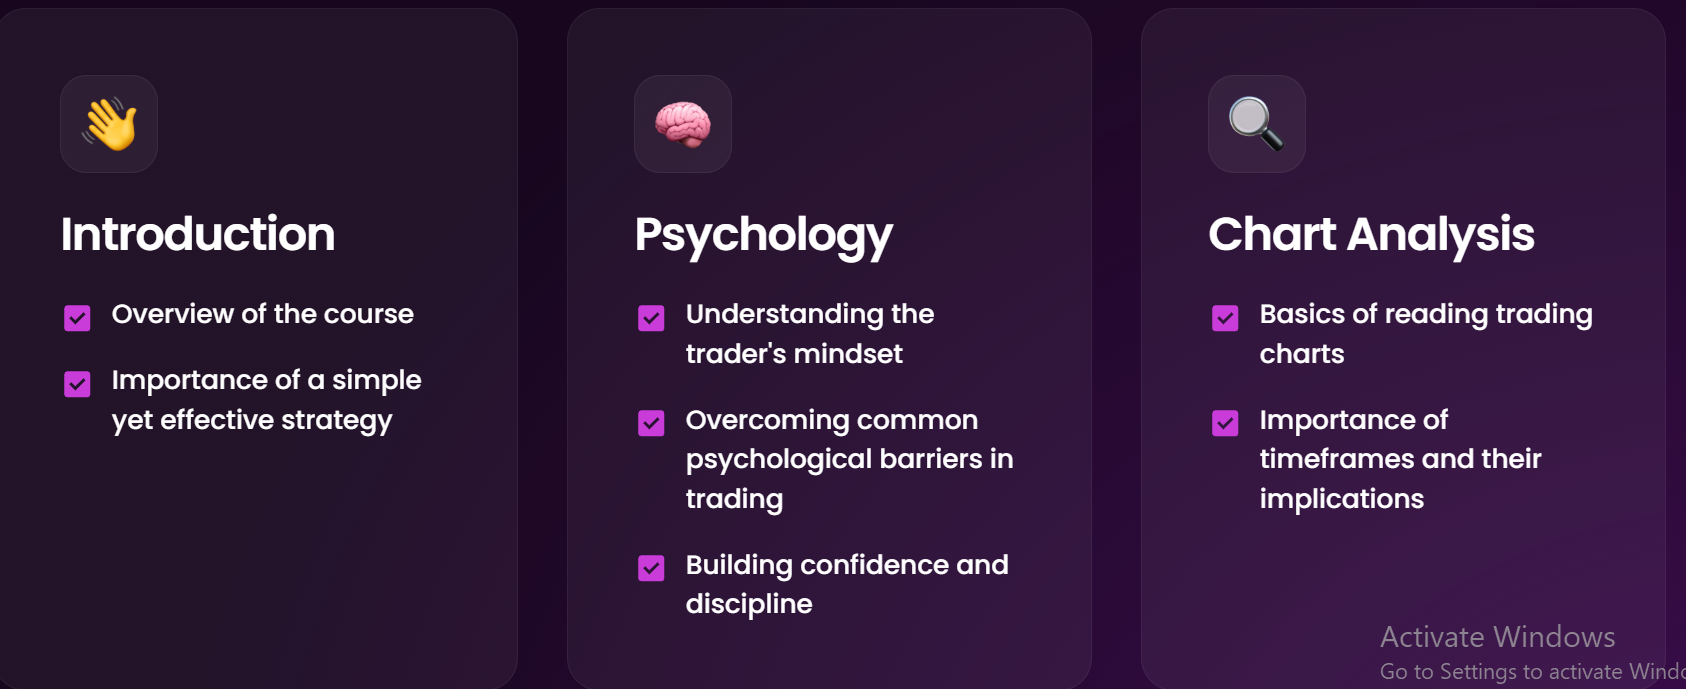 Introduction
Overview of the course
Importance of a simple
yet effective strategy
Psychology
Understanding the
trader's mindset
Overcoming common
psychological barriers in
trading
Building confidence and
discipline
Chart Analysis
Basics of reading trading
charts
Importance of
timeframes and their
implications
Activate Windows
Go to Settings to activate